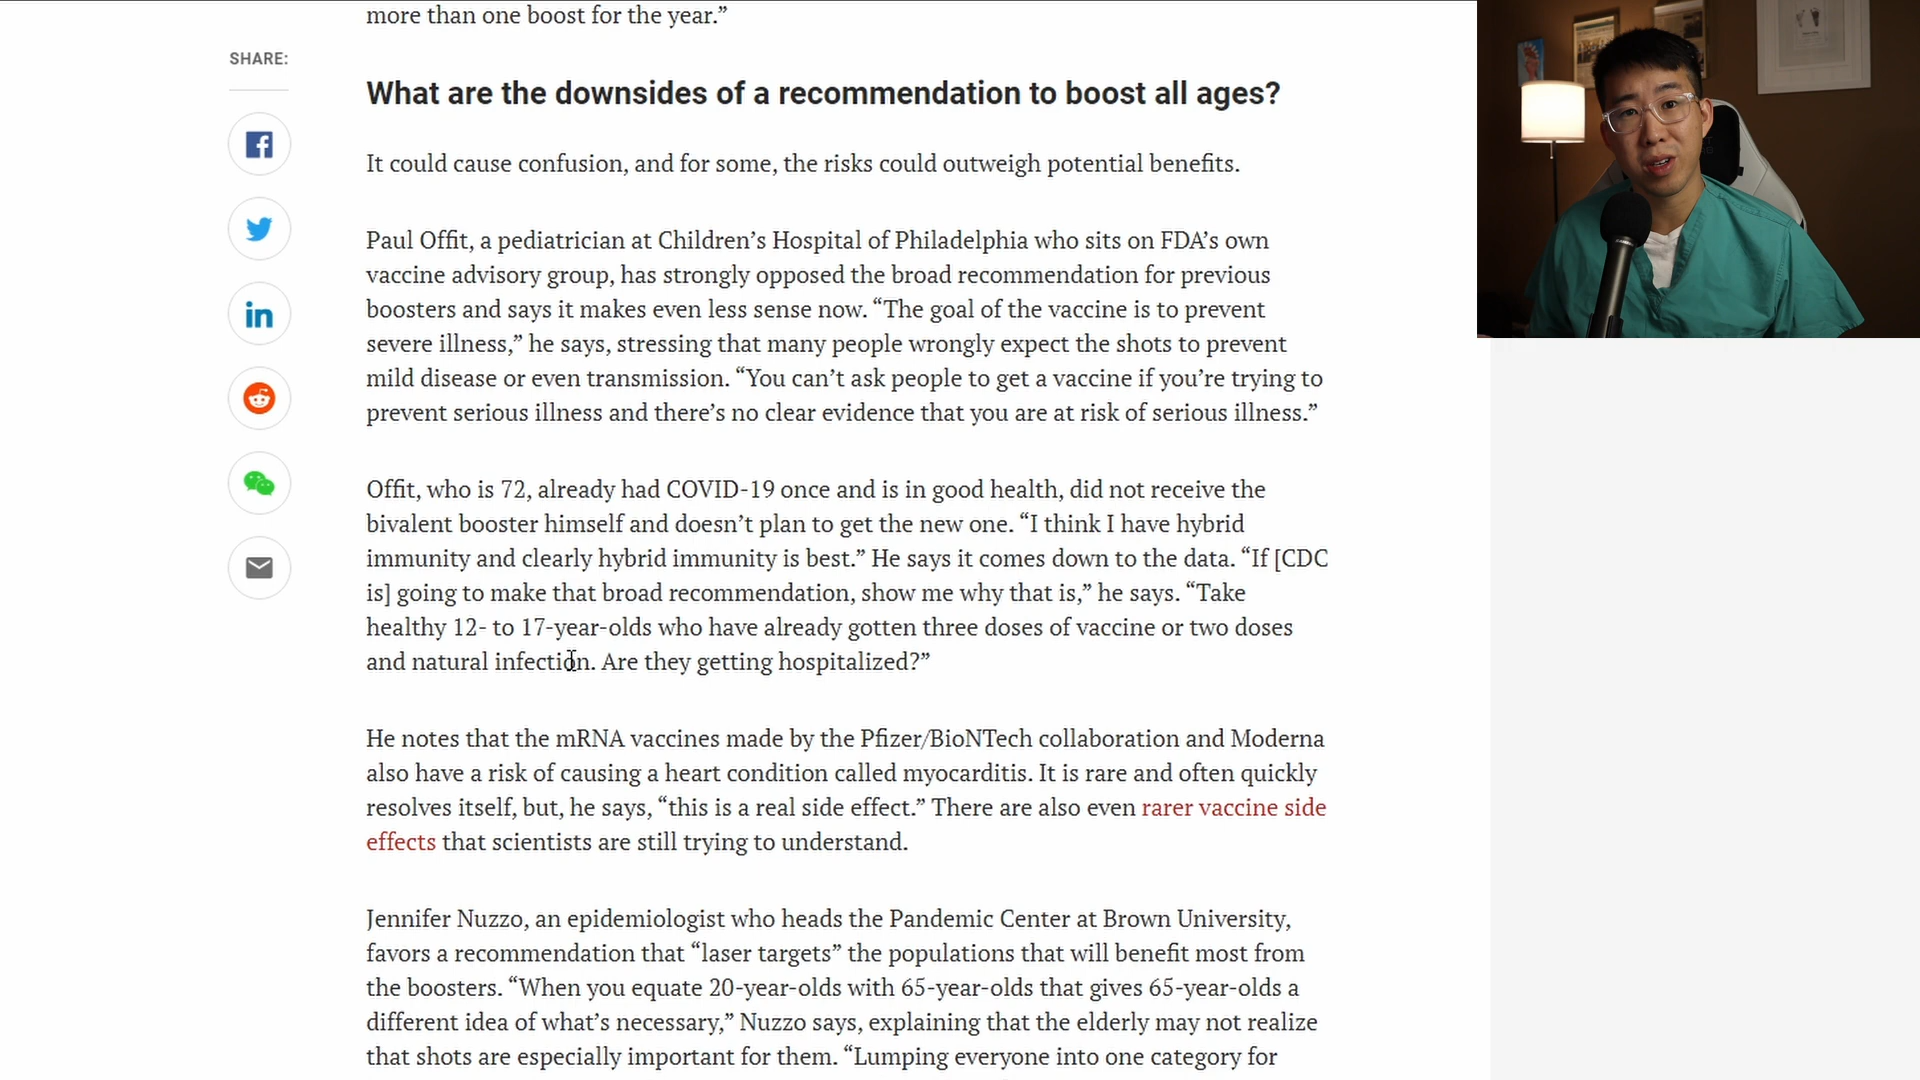 more than one boost for the year.”
SHARE:
What are the downsides of a recommendation to boost all ages?
It could cause confusion, and for some, the risks could outweigh potential benefits.
Paul Offit, a pediatrician at Children’s Hospital of Philadelphia who sits on FDA’s own
vaccine advisory group, has strongly opposed the broad recommendation for previous
boosters and says it makes even less sense now. “The goal of the vaccine is to prevent
severe illness,” he says, stressing that many people wrongly expect the shots to prevent
mild disease or even transmission. “You can’t ask people to get a vaccine if you’re trying to
prevent serious illness and there’s no clear evidence that you are at risk of serious illness.”
Offit, who is 72, already had COVID-19 once and is in good health, did not receive the
bivalent booster himself and doesn’t plan to get the new one. “I think I have hybrid
immunity and clearly hybrid immunity is best.” He says it comes down to the data. “If [CDC
is] going to make that broad recommendation, show me why that is,” he says. “Take
healthy 12- to 17-year-olds who have already gotten three doses of vaccine or two doses
and natural infection. Are they getting hospitalized?”
He notes that the mRNA vaccines made by the Pfizer/BioNTech collaboration and Moderna
also have a risk of causing a heart condition called myocarditis. It is rare and often quickly
resolves itself, but, he says, “this is a real side effect.” There are also even rarer vaccine side
effects that scientists are still trying to understand.
Jennifer Nuzzo, an epidemiologist who heads the Pandemic Center at Brown University,
favors a recommendation that “laser targets” the populations that will benefit most from
the boosters. “When you equate 20-year-olds with 65-year-olds that gives 65-year-olds a
different idea of what’s necessary,” Nuzzo says, explaining that the elderly may not realize
that shots are especially important for them. “Lumping everyone into one category for